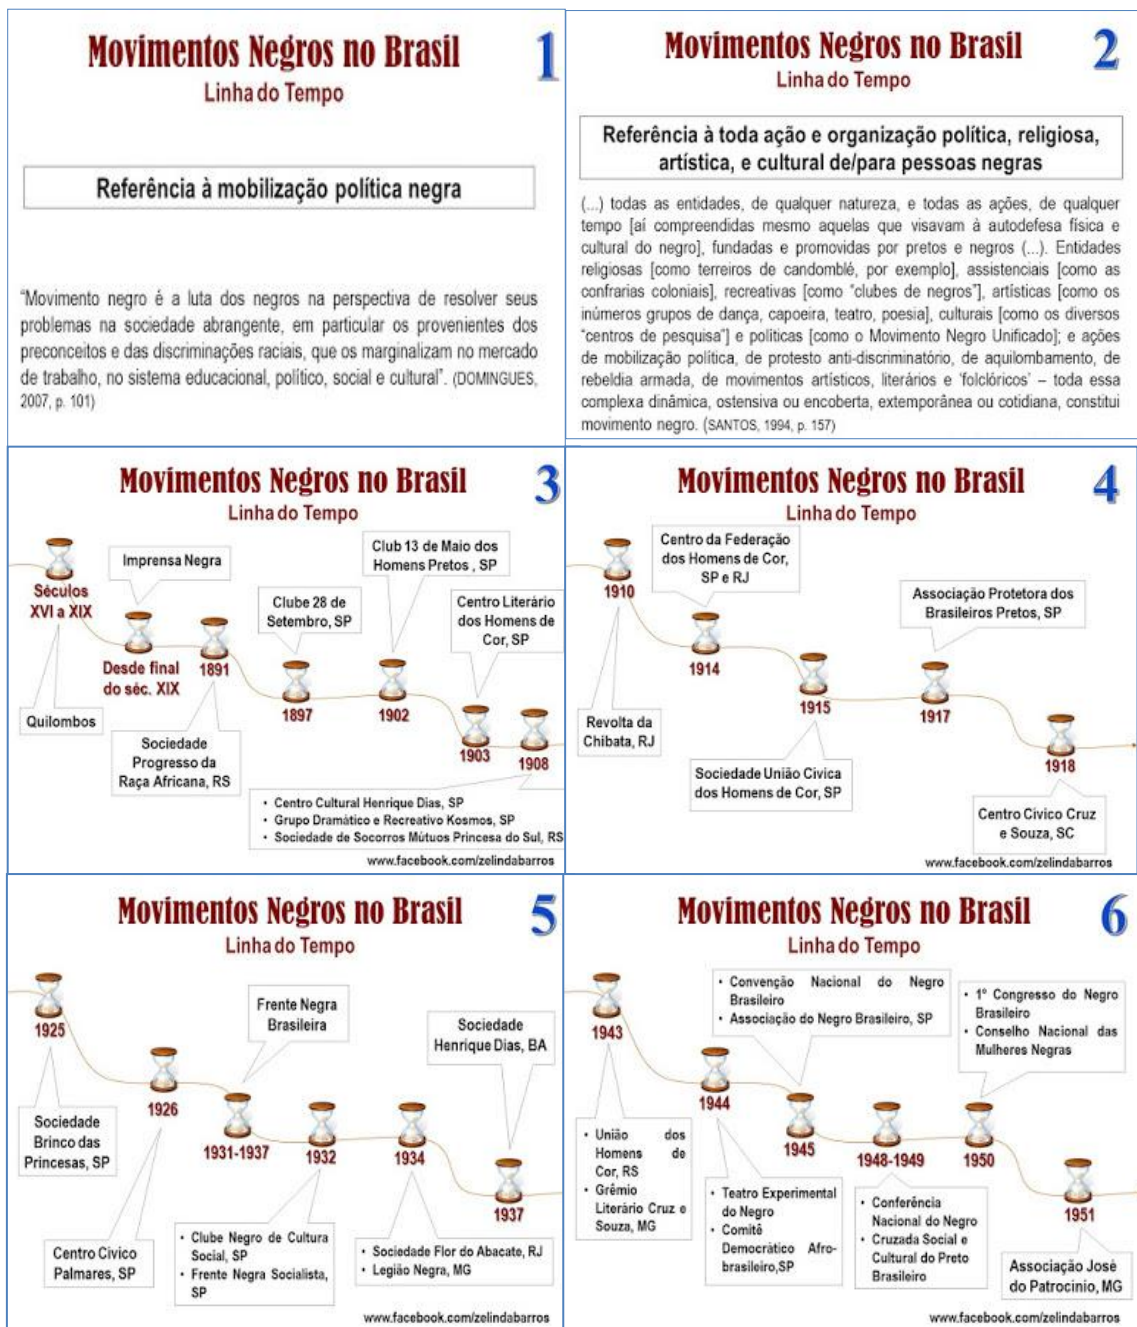 Movimentos Negros no Brasil
1
Linha do Tempo
Referência à mobilização política negra
“Movimento negro é a luta dos negros na perspectiva de resolver seus
problemas na sociedade abrangente, em particular os provenientes dos
preconceitos e das discriminações raciais, que os marginalizam no mercado
de trabalho, no sistema educacional, político, social e cultural”. (DOMINGUES,
2007, p. 101)
Movimentos Negros no Brasil
2
Linha do Tempo
Referência à toda ação e organização política, religiosa,
artística, e cultural de/para pessoas negras
(...) todas as entidades, de qualquer natureza, e todas as ações, de qualquer
tempo [aí compreendidas mesmo aquelas que visavam à autodefesa física e
cultural do negro], fundadas e promovidas por pretos e negros (...). Entidades
religiosas [como terreiros de candomblé, por exemplo], assistenciais [como as
confrarias coloniais], recreativas [como “clubes de negros”], artísticas [como os
inúmeros grupos de dança, capoeira, teatro, poesia], culturais [como os diversos
“centros de pesquisa”] e políticas [como o Movimento Negro Unificado]; e ações
de mobilização política, de protesto anti-discriminatório, de aquilombamento, de
rebeldia armada, de movimentos artísticos, literários e ‘folclóricos’ – toda essa
complexa dinâmica, ostensiva ou encoberta, extemporânea ou cotidiana, constitui
movimento negro. (SANTOS, 1994, p. 157)
Movimentos Negros no Brasil
3
Linha do Tempo
Séculos
XVI a XIX
Quilombos
Imprensa Negra
Desde final
do séc. XIX
1891
Sociedade
Progresso da
Raça Africana, RS
Clube 28 de
Setembro, SP
1897
Club 13 de Maio dos
Homens Pretos , SP
1902
Centro Literário
dos Homens de
Cor, SP
1903
1908
• Centro Cultural Henrique Dias, SP
• Grupo Dramático e Recreativo Kosmos, SP
• Sociedade de Socorros Mútuos Princesa do Sul, RS
www.facebook.com/zelindabarros
Movimentos Negros no Brasil
4
Linha do Tempo
1910
Revolta da
Chibata, RJ
Centro da Federação
dos Homens de Cor,
SP e RJ
1914
1915
Sociedade União Cívica
dos Homens de Cor, SP
Associação Protetora dos
Brasileiros Pretos, SP
1917
1918
Centro Cívico Cruz
e Souza, SC
www.facebook.com/zelindabarros
Movimentos Negros no Brasil
5
Linha do Tempo
1925
Sociedade
Brinco das
Princesas, SP
1926
Centro Cívico
Palmares, SP
Frente Negra
Brasileira
1931-1937
1932
• Clube Negro de Cultura
Social, SP
• Frente Negra Socialista,
SP
1934
• Sociedade Flor do Abacate, RJ
• Legião Negra, MG
Sociedade
Henrique Dias, BA
1937
www.facebook.com/zelindabarros
Movimentos Negros no Brasil
6
Linha do Tempo
1943
• União dos
Homens de
Cor, RS
• Grêmio
Literário Cruz e
Souza, MG
1944
• Teatro Experimental
do Negro
• Comitê
Democrático Afro-
brasileiro,SP
• Convenção Nacional do Negro
Brasileiro
• Associação do Negro Brasileiro, SP
1945
1948-1949
• Conferência
Nacional do Negro
• Cruzada Social e
Cultural do Preto
Brasileiro
• 1º Congresso do Negro
Brasileiro
• Conselho Nacional das
Mulheres Negras
1950
1951
Associação José
do Patrocínio, MG
www.facebook.com/zelindabarros